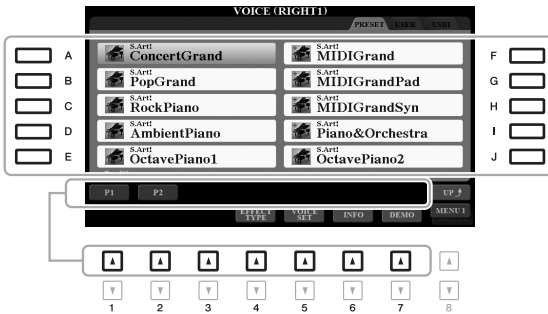 VOICE (RIGHT1)
PRESET USER USB1
A S.Art! ConcertGrand S.Art! MIDIGrand F
B S.Art! PopGrand S.Art! MIDIGrandPad G
C S.Art! RockPiano S.Art! MIDIGrandSyn H
D S.Art! AmbientPiano S.Art! Piano&Orchestra I
E S.Art! OctavePiano1 S.Art! OctavePiano2 J
P1 P2 UP
EFFECT TYPE VOICE SET INFO DEMO MENU 1
1 2 3 4 5 6 7 8